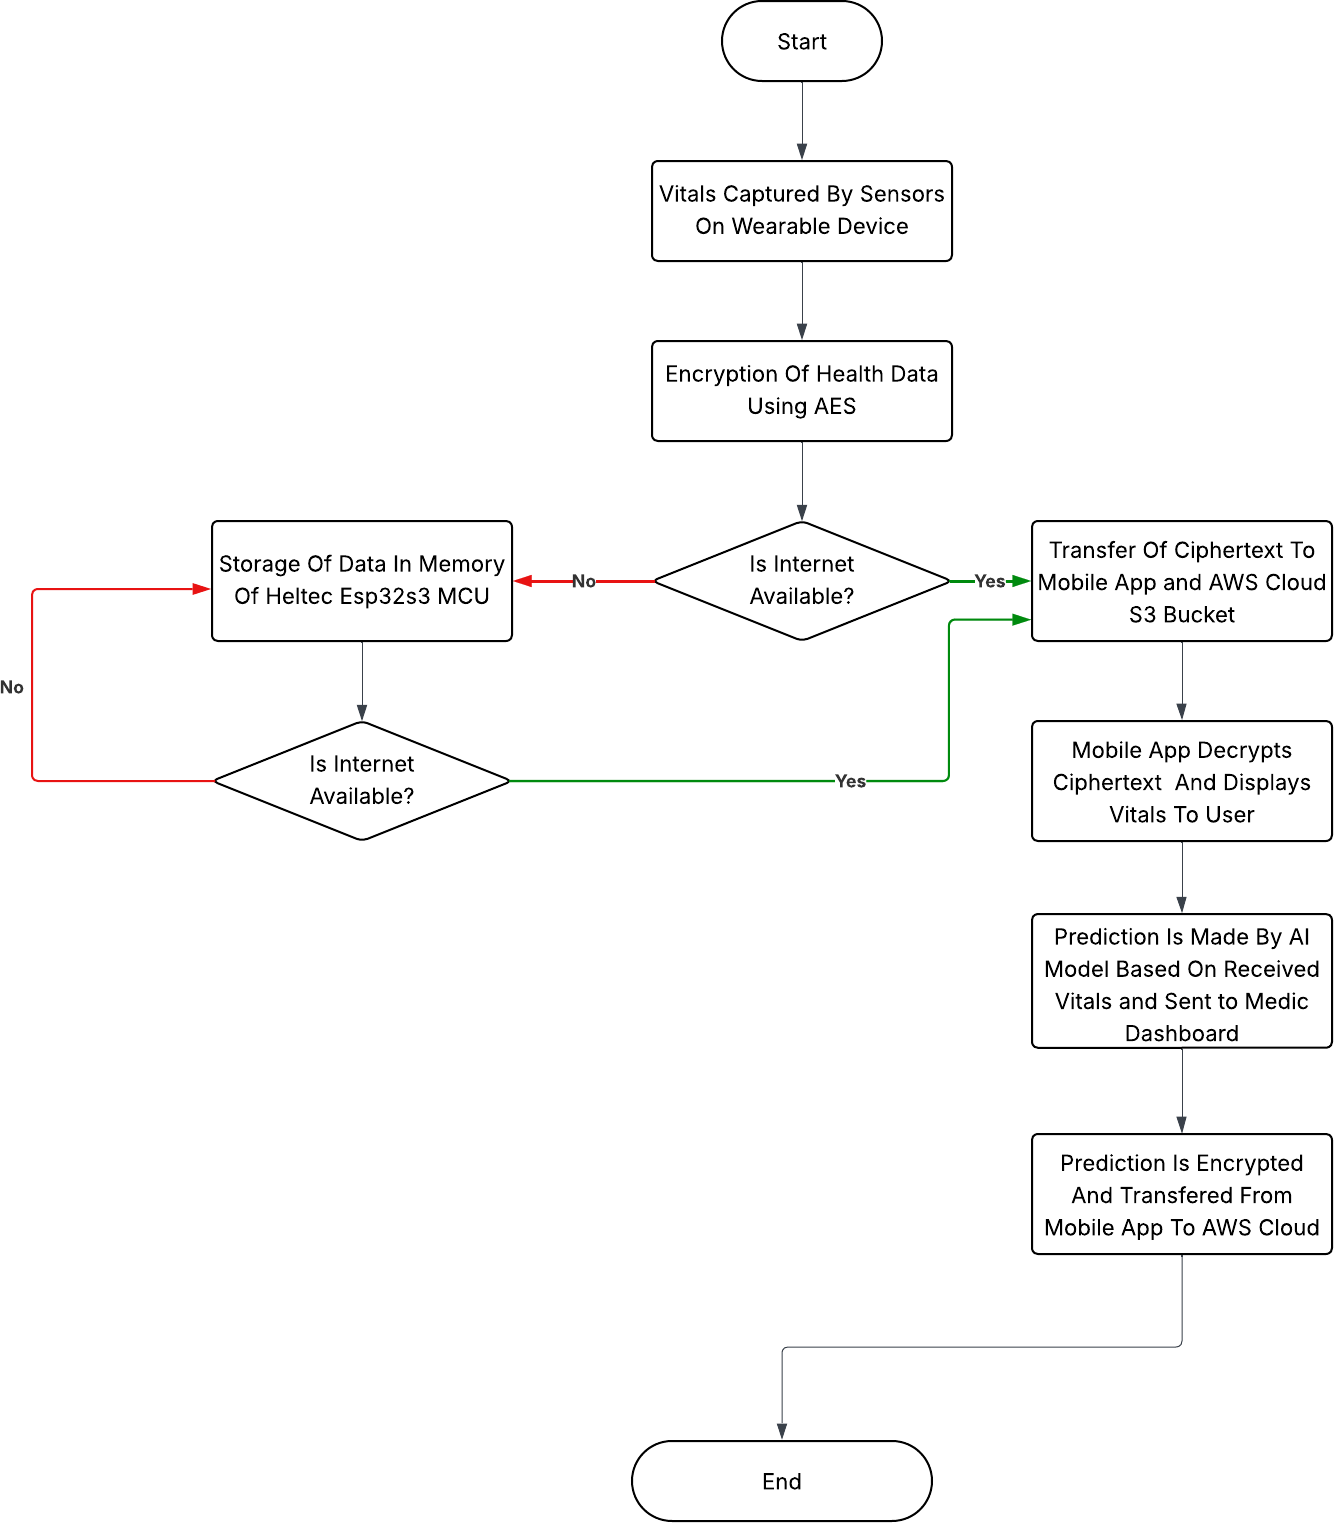 Start
Vitals Captured By Sensors
On Wearable Device
Encryption Of Health Data
Using AES
Storage Of Data In Memory
Of Heltec Esp32s3 MCU
No
Is Internet
Available?
Yes
Transfer Of Ciphertext To
Mobile App and AWS Cloud
S3 Bucket
No
Is Internet
Available?
Yes
Mobile App Decrypts
Ciphertext  And Displays
Vitals To User
Prediction Is Made By AI
Model Based On Received
Vitals and Sent to Medic
Dashboard
Prediction Is Encrypted
And Transfered From
Mobile App To AWS Cloud
End